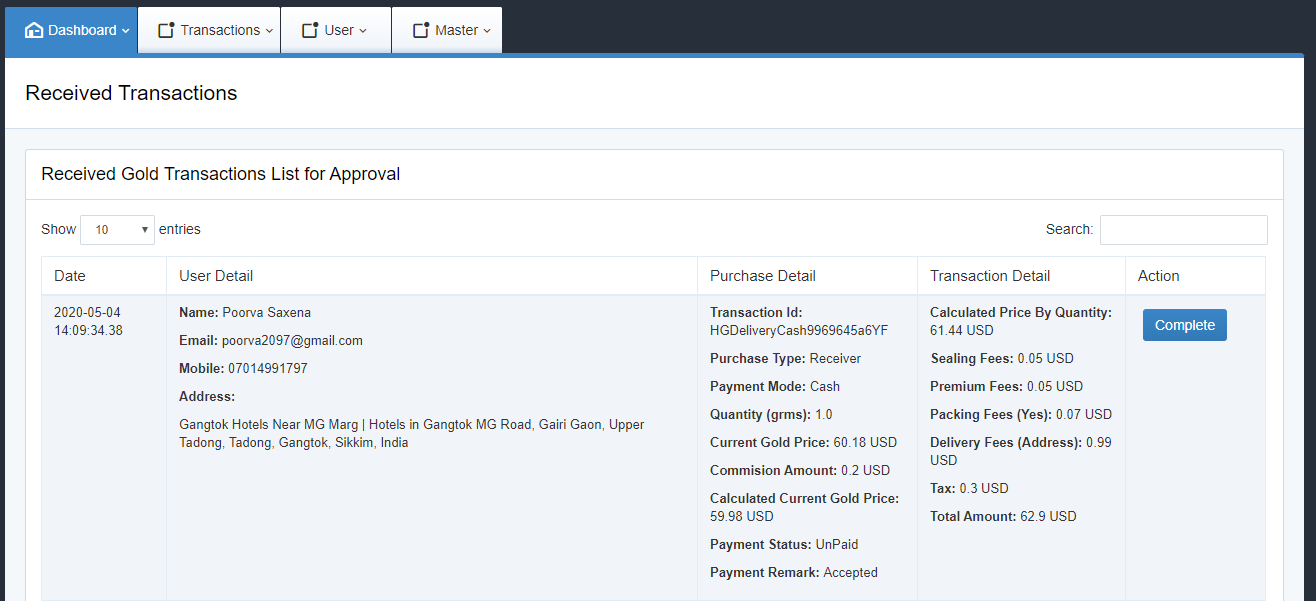 Dashboard Transactions User Master
Received Transactions
Received Gold Transactions List for Approval
Show 10 entries Search:
Date User Detail Purchase Detail Transaction Detail Action
2020-05-04
14:09:34.38
Name: Poorva Saxena
Email: poorva2097@gmail.com
Mobile: 07014991797
Address:
Gangtok Hotels Near MG Marg | Hotels in Gangtok MG Road, Gairi Gaon, Upper
Tadong, Tadong, Gangtok, Sikkim, India
Transaction Id:
HGDeliveryCash9969645a6YF
Purchase Type: Receiver
Payment Mode: Cash
Quantity (grms): 1.0
Current Gold Price: 60.18 USD
Commision Amount: 0.2 USD
Calculated Current Gold Price:
59.98 USD
Payment Status: UnPaid
Payment Remark: Accepted
Calculated Price By Quantity:
61.44 USD
Sealing Fees: 0.05 USD
Premium Fees: 0.05 USD
Packing Fees (Yes): 0.07 USD
Delivery Fees (Address): 0.99
USD
Tax: 0.3 USD
Total Amount: 62.9 USD
Complete